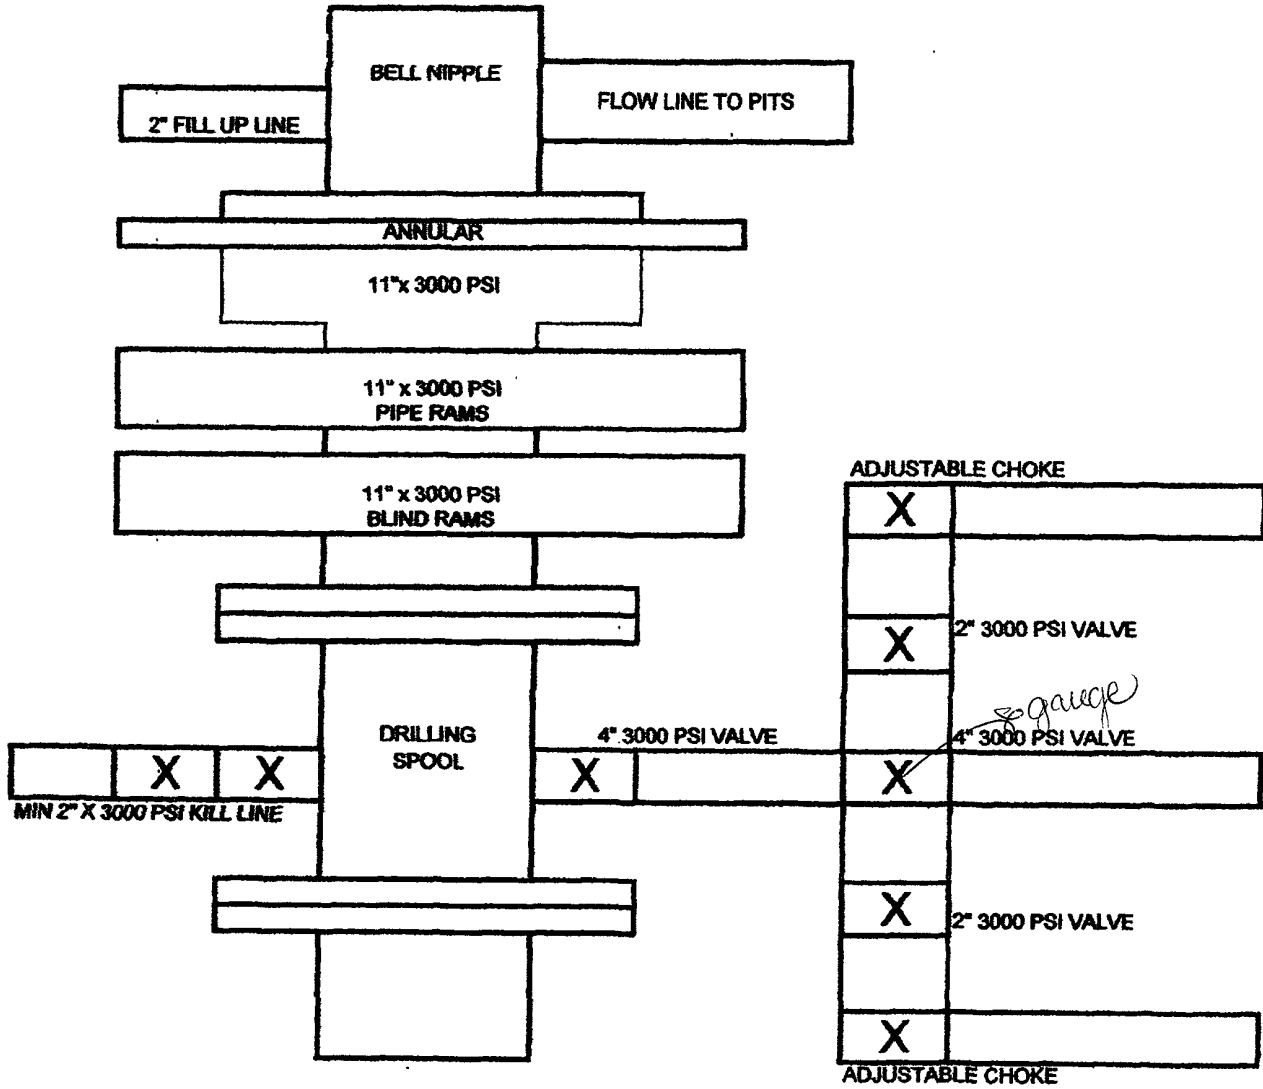 BELL NIPPLE
FLOW LINE TO PITS
2" FILL UP LINE
ANNULAR
11"x 3000 PSI
11" x 3000 PSI
PIPE RAMS
11" x 3000 PSI
BLIND RAMS
ADJUSTABLE CHOKE
X
X
2" 3000 PSI VALVE
gauge
DRILLING
SPOOL
4" 3000 PSI VALVE
4" 3000 PSI VALVE
X
X
X
X
MIN 2" X 3000 PSI KILL LINE
X
2" 3000 PSI VALVE
X
ADJUSTABLE CHOKE